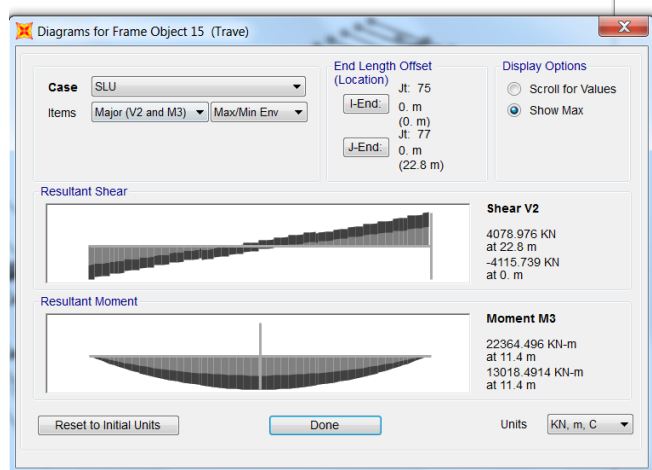 Diagrams for Frame Object 15 (Trave)
Case SLU
Items Major (V2 and M3) Max/Min Env
End Length Offset
(Location)
Jt: 75
I-End: 0. m
(0. m)
Jt: 77
J-End: 0. m
(22.8 m)
Display Options
Scroll for Values
Show Max
Resultant Shear
Shear V2
4078.976 KN
at 22.8 m
-4115.739 KN
at 0. m
Resultant Moment
Moment M3
22364.496 KN-m
at 11.4 m
13018.4914 KN-m
at 11.4 m
Reset to Initial Units
Done
Units KN, m, C